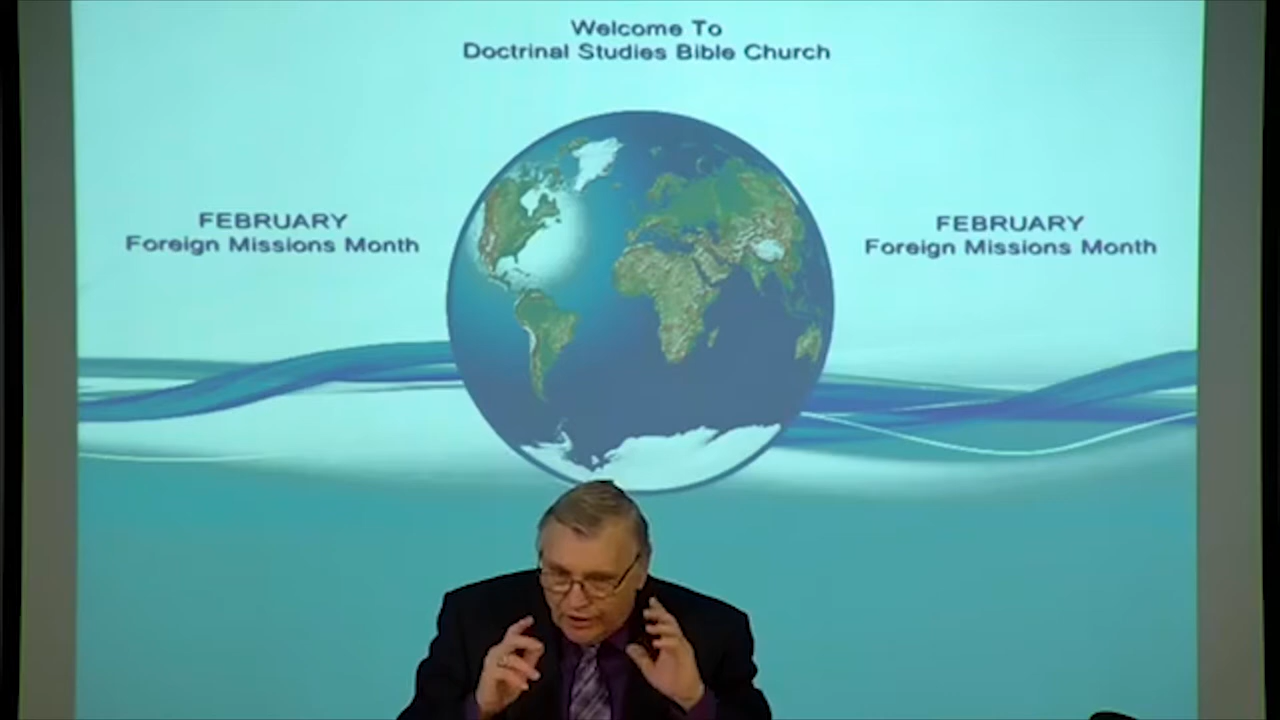 Welcome To
Doctrinal Studies Bible Church
FEBRUARY
Foreign Missions Month
FEBRUARY
Foreign Missions Month